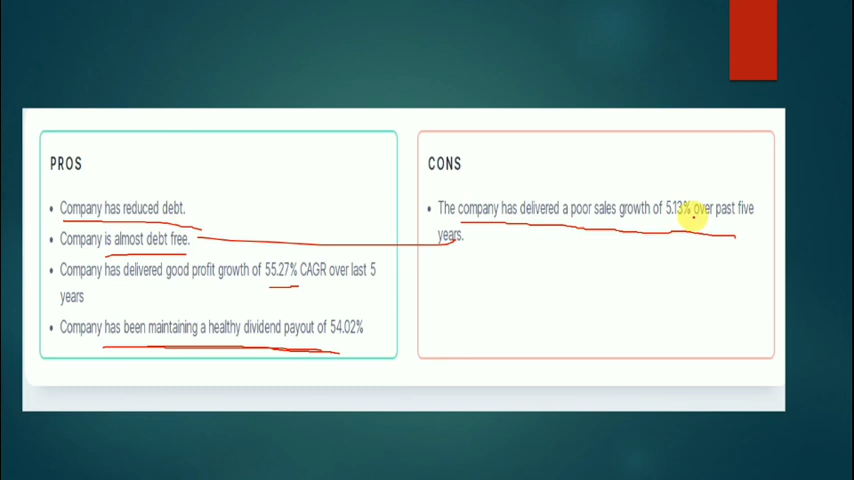 PROS
Company has reduced debt.
Company is almost debt free.
Company has delivered good profit growth of 55.27% CAGR over last 5
years
Company has been maintaining a healthy dividend payout of 54.02%
CONS
The company has delivered a poor sales growth of 5.13% over past five
years.